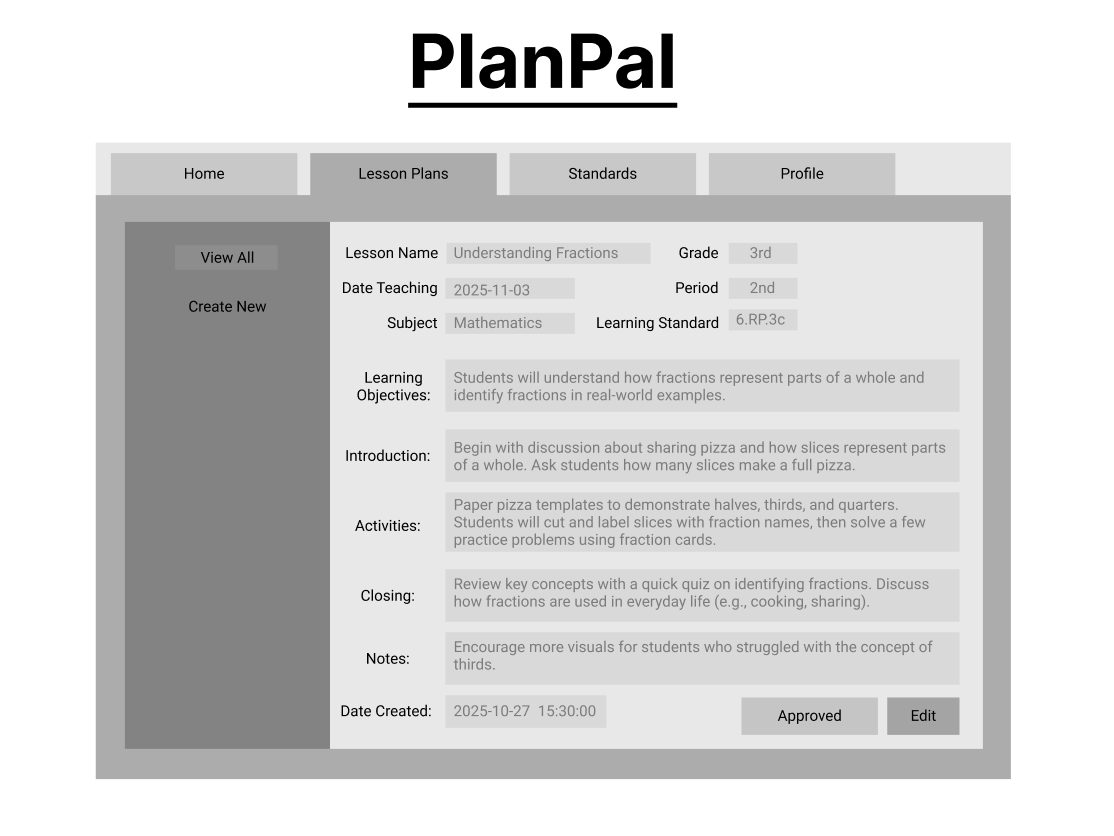 PlanPal
Home
Lesson Plans
Standards
Profile
View All
Create New
Lesson Name
Understanding Fractions
Grade
3rd
Date Teaching
2025-11-03
Period
2nd
Subject
Mathematics
Learning Standard
6.RP.3c
Learning
Objectives:
Students will understand how fractions represent parts of a whole and
identify fractions in real-world examples.
Introduction:
Begin with discussion about sharing pizza and how slices represent parts
of a whole. Ask students how many slices make a full pizza.
Activities:
Paper pizza templates to demonstrate halves, thirds, and quarters.
Students will cut and label slices with fraction names, then solve a few
practice problems using fraction cards.
Closing:
Review key concepts with a quick quiz on identifying fractions. Discuss
how fractions are used in everyday life (e.g., cooking, sharing).
Notes:
Encourage more visuals for students who struggled with the concept of
thirds.
Date Created:
2025-10-27  15:30:00
Approved
Edit